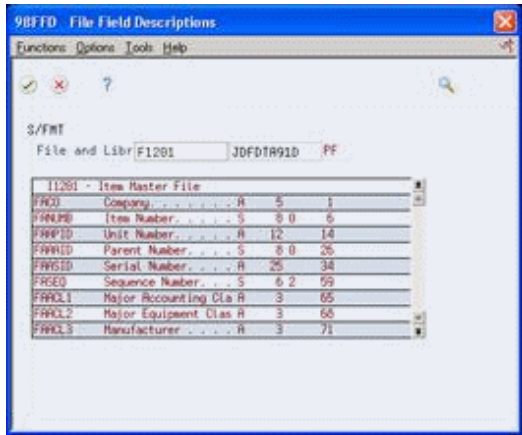 98FFD File Field Descriptions
Functions Options Tools Help
?
S/FMT
File and Libr F1201 JDFDTA91D PF
I1201 - Item Master File
FACO Company. . . . . . . A 5 1
FANUMB Item Number. . . . . S 8 0 6
FAAPID Unit Number. . . . . A 12 14
FAAAID Parent Number. . . . S 8 0 26
FAASID Serial Number. . . . A 25 34
FASEQ Sequence Number. . . S 6 2 59
FAACL1 Major Accounting Cla A 3 65
FAACL2 Major Equipment Clas A 3 68
FAACL3 Manufacturer . . . . A 3 71